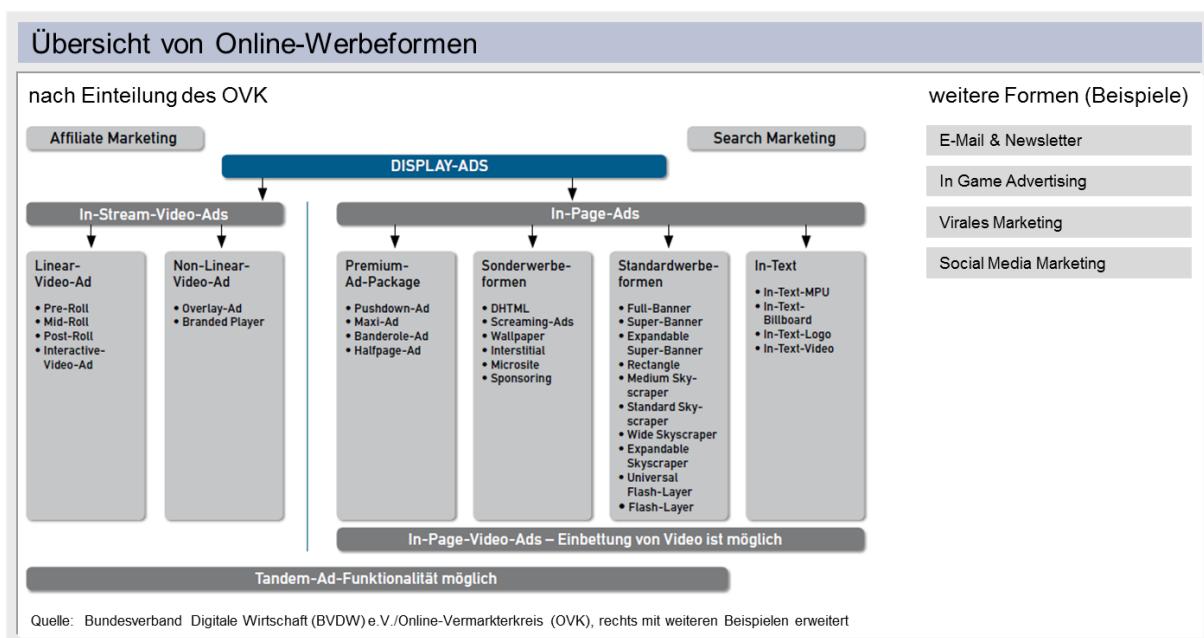 Übersicht von Online-Werbeformen
nach Einteilung des OVK
weitere Formen (Beispiele)
Affiliate Marketing
Search Marketing
DISPLAY-ADS
In-Stream-Video-Ads
In-Page-Ads
Linear-
Video-Ad
• Pre-Roll
• Mid-Roll
• Post-Roll
• Interactive-
Video-Ad
Non-Linear-
Video-Ad
• Overlay-Ad
• Branded Player
Premium-
Ad-Package
• Pushdown-Ad
• Maxi-Ad
• Banderole-Ad
• Halfpage-Ad
Sonderwerbe-
formen
• DHTML
• Screaming-Ads
• Wallpaper
• Interstitial
• Microsite
• Sponsoring
Standardwerbe-
formen
• Full-Banner
• Super-Banner
• Expandable
Super-Banner
• Rectangle
• Medium Sky-
scraper
• Standard Sky-
scraper
• Wide Skyscraper
• Expandable
Skyscraper
• Universal
Flash-Layer
• Flash-Layer
In-Text
• In-Text-MPU
• In-Text-
Billboard
• In-Text-Logo
• In-Text-Video
In-Page-Video-Ads – Einbettung von Video ist möglich
Tandem-Ad-Funktionalität möglich
E-Mail & Newsletter
In Game Advertising
Virales Marketing
Social Media Marketing
Quelle: Bundesverband Digitale Wirtschaft (BVDW) e.V./Online-Vermarkterkreis (OVK), rechts mit weiteren Beispielen erweitert